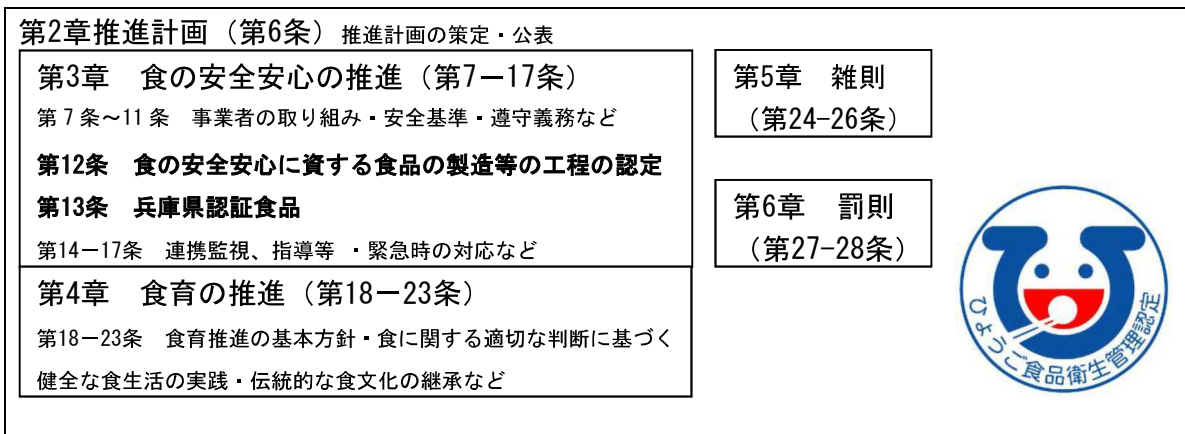 第2章推進計画（第6条）推進計画の策定・公表
第3章　食の安全安心の推進（第7－17条）
第7条～11条　事業者の取り組み・安全基準・遵守義務など
第12条　食の安全安心に資する食品の製造等の工程の認定
第13条　兵庫県認証食品
第14－17条　連携監視、指導等　・緊急時の対応など
第4章　食育の推進（第18－23条）
第18－23条　食育推進の基本方針・食に関する適切な判断に基づく
健全な食生活の実践・伝統的な食文化の継承など
第5章　雑則
（第24-26条）
第6章　罰則
（第27-28条）
ひょうご食品衛生管理認定